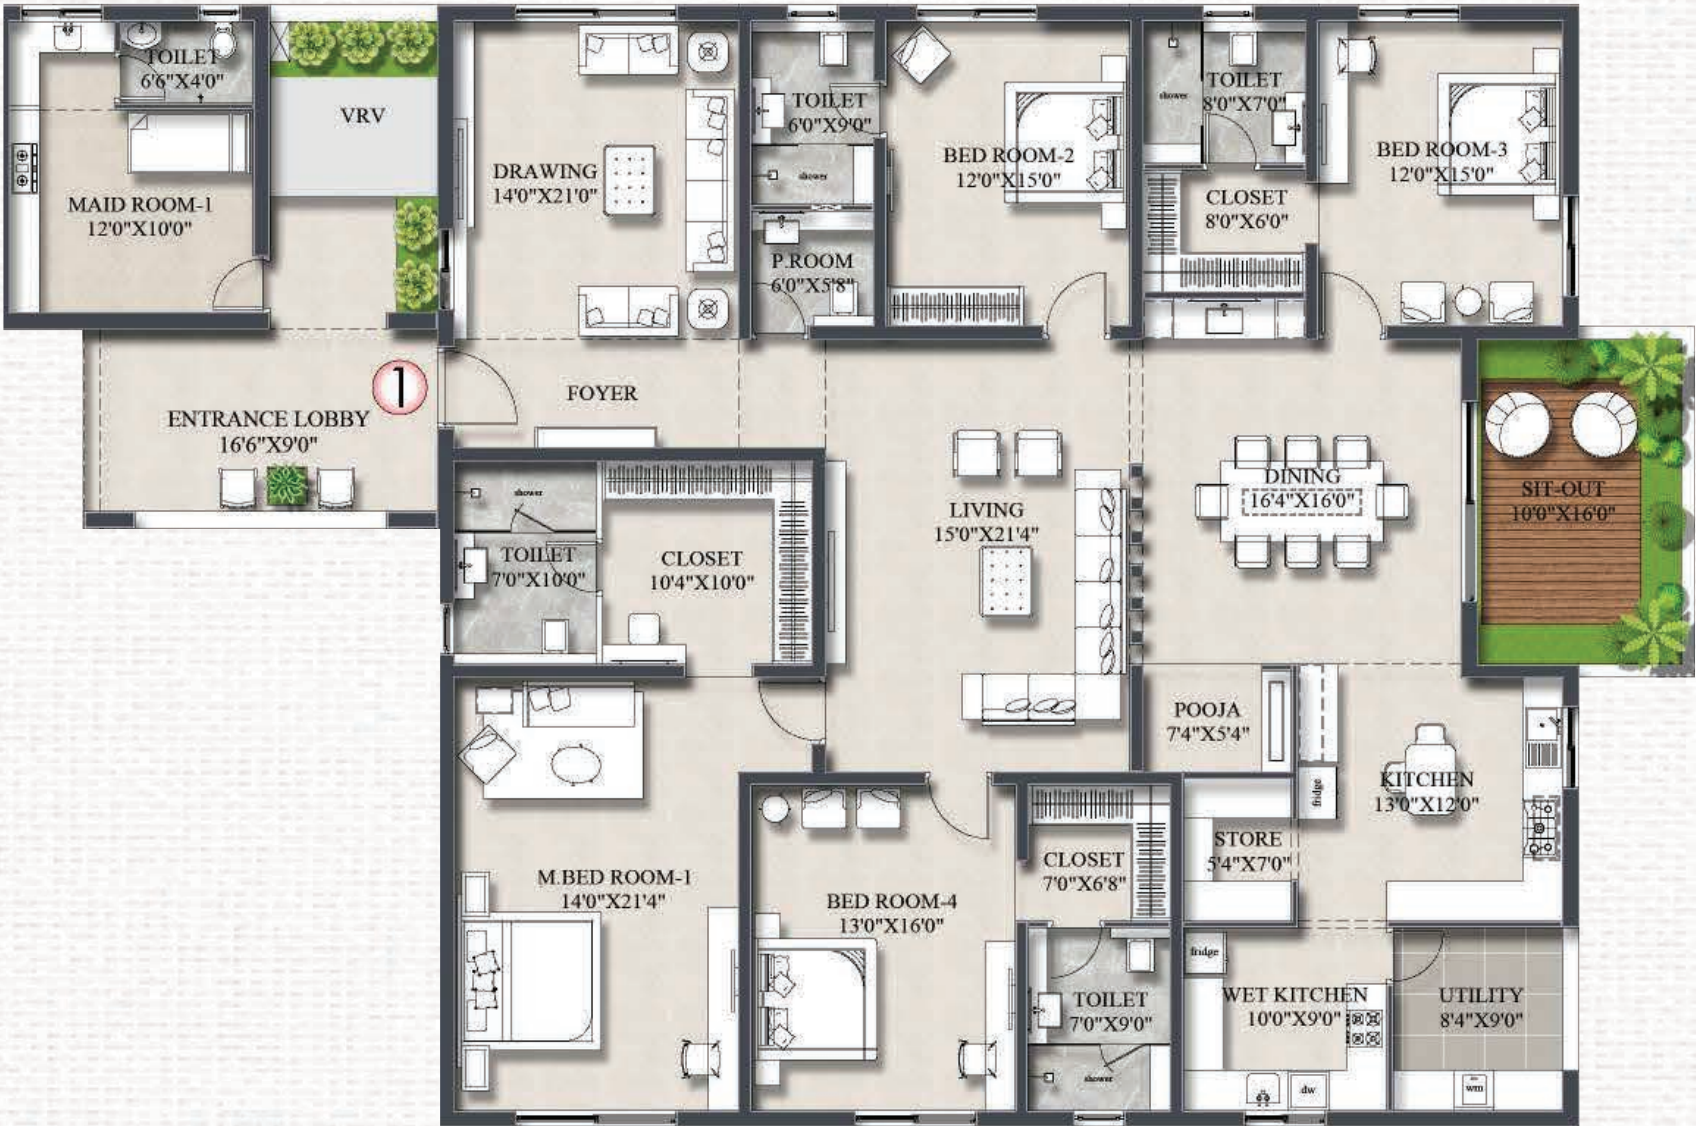 TOILET
6'6"X4'0"
VRV
MAID ROOM-1
12'0"X10'0"
DRAWING
14'0"X21'0"
TOILET
6'0"X9'0"
shower
P.ROOM
6'0"X5'8"
BED ROOM-2
12'0"X15'0"
shower
TOILET
8'0"X7'0"
CLOSET
8'0"X6'0"
BED ROOM-3
12'0"X15'0"
1
ENTRANCE LOBBY
16'6"X9'0"
FOYER
shower
TOILET
7'0"X10'0"
CLOSET
10'4"X10'0"
LIVING
15'0"X21'4"
DINING
16'4"X16'0"
SIT-OUT
10'0"X16'0"
POOJA
7'4"X5'4"
fridge
KITCHEN
13'0"X12'0"
STORE
5'4"X7'0"
M.BED ROOM-1
14'0"X21'4"
BED ROOM-4
13'0"X16'0"
CLOSET
7'0"X6'8"
TOILET
7'0"X9'0"
shower
fridge
WET KITCHEN
10'0"X9'0"
dw
UTILITY
8'4"X9'0"
wm